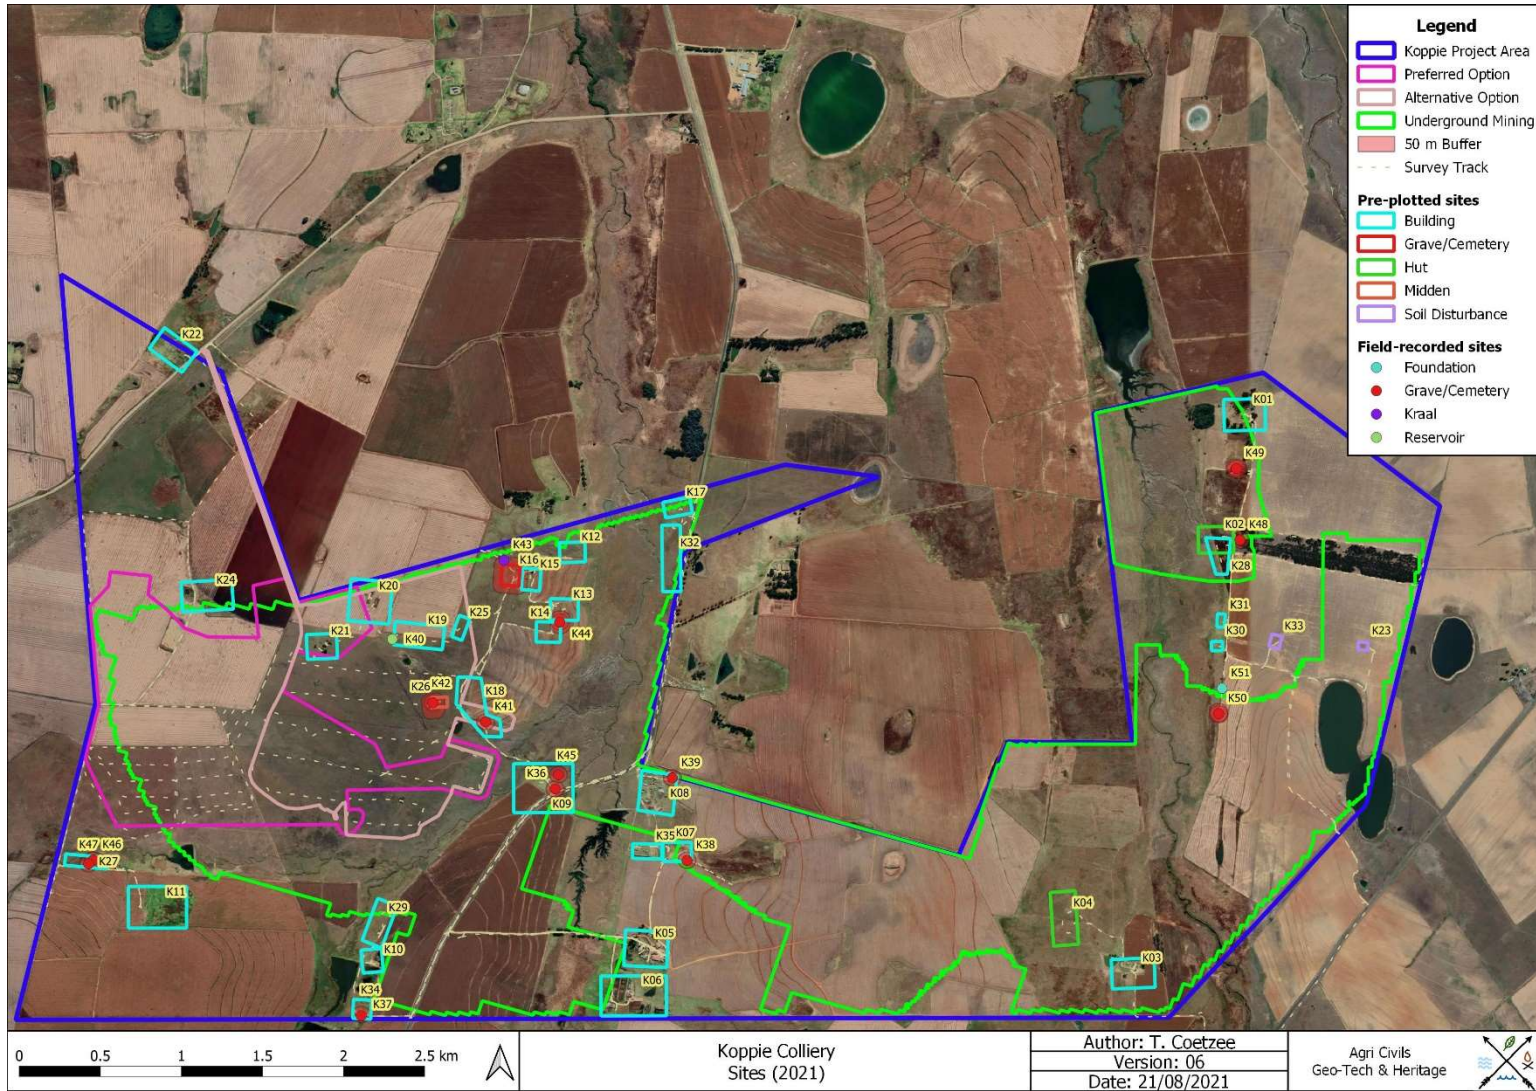 Legend
Koppie Project Area
Preferred Option
Alternative Option
Underground Mining
50 m Buffer
Survey Track
Pre-plotted sites
Building
Grave/Cemetery
Hut
Midden
Soil Disturbance
Field-recorded sites
Foundation
Grave/Cemetery
Kraal
Reservoir
K22
K01
K49
K17
K02 K48
K43
K12
K32
K16
K15
K28
K24
K20
K13
K14
K31
K25
K19
K44
K40
K21
K30
K33
K23
K51
K26
K42
K18
K41
K50
K45
K36
K39
K09
K08
K35
K07
K38
K47
K46
K27
K11
K29
K04
K05
K10
K03
K06
K34
K37
0 0.5 1 1.5 2 2.5 km
Koppie Colliery
Sites (2021)
Author: T. Coetzee
Version: 06
Date: 21/08/2021
Agri Civils
Geo-Tech & Heritage